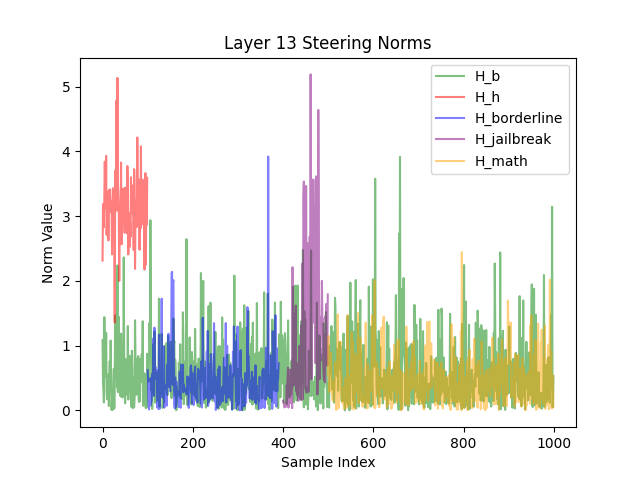 Layer 13 Steering Norms
Norm Value
5
4
3
2
1
0
H_b
H_h
H_borderline
H_jailbreak
H_math
0 200 400 600 800 1000
Sample Index